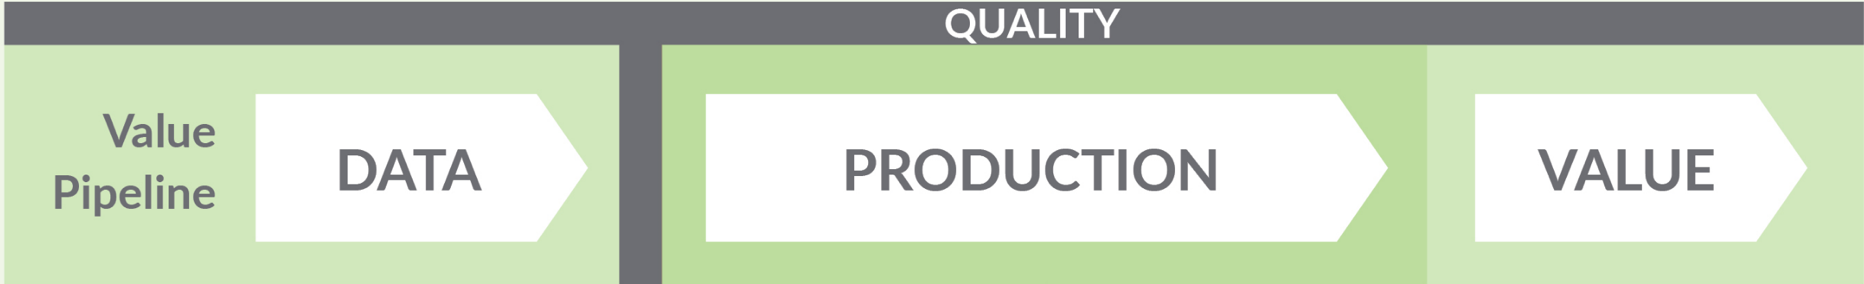 QUALITY
Value
Pipeline
DATA
PRODUCTION
VALUE